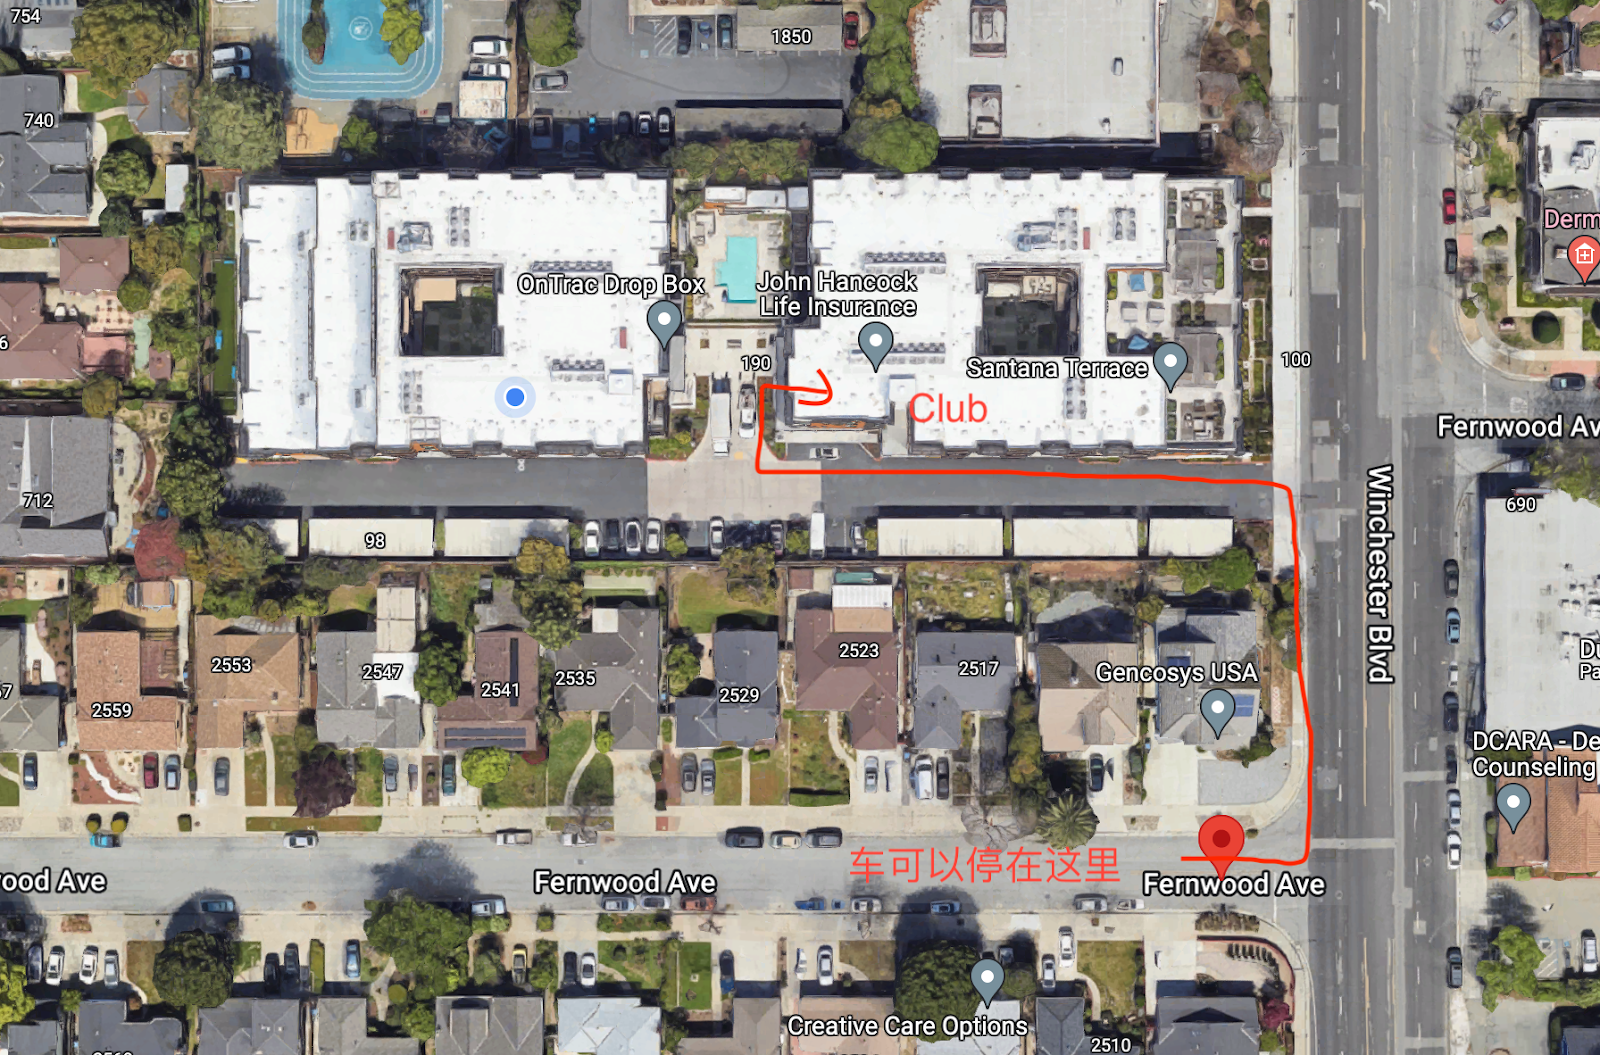 754
1850
740
Derm
OnTrac Drop Box
John Hancock
Life Insurance
190
Santana Terrace
100
Club
Fernwood Av
Winchester Blvd
712
690
98
2553
2547
2541
2535
2529
2523
2517
2559
Gencosys USA
DCARA - De
Counseling
车可以停在这里
ood Ave
Fernwood Ave
Fernwood Ave
Creative Care Options
2510